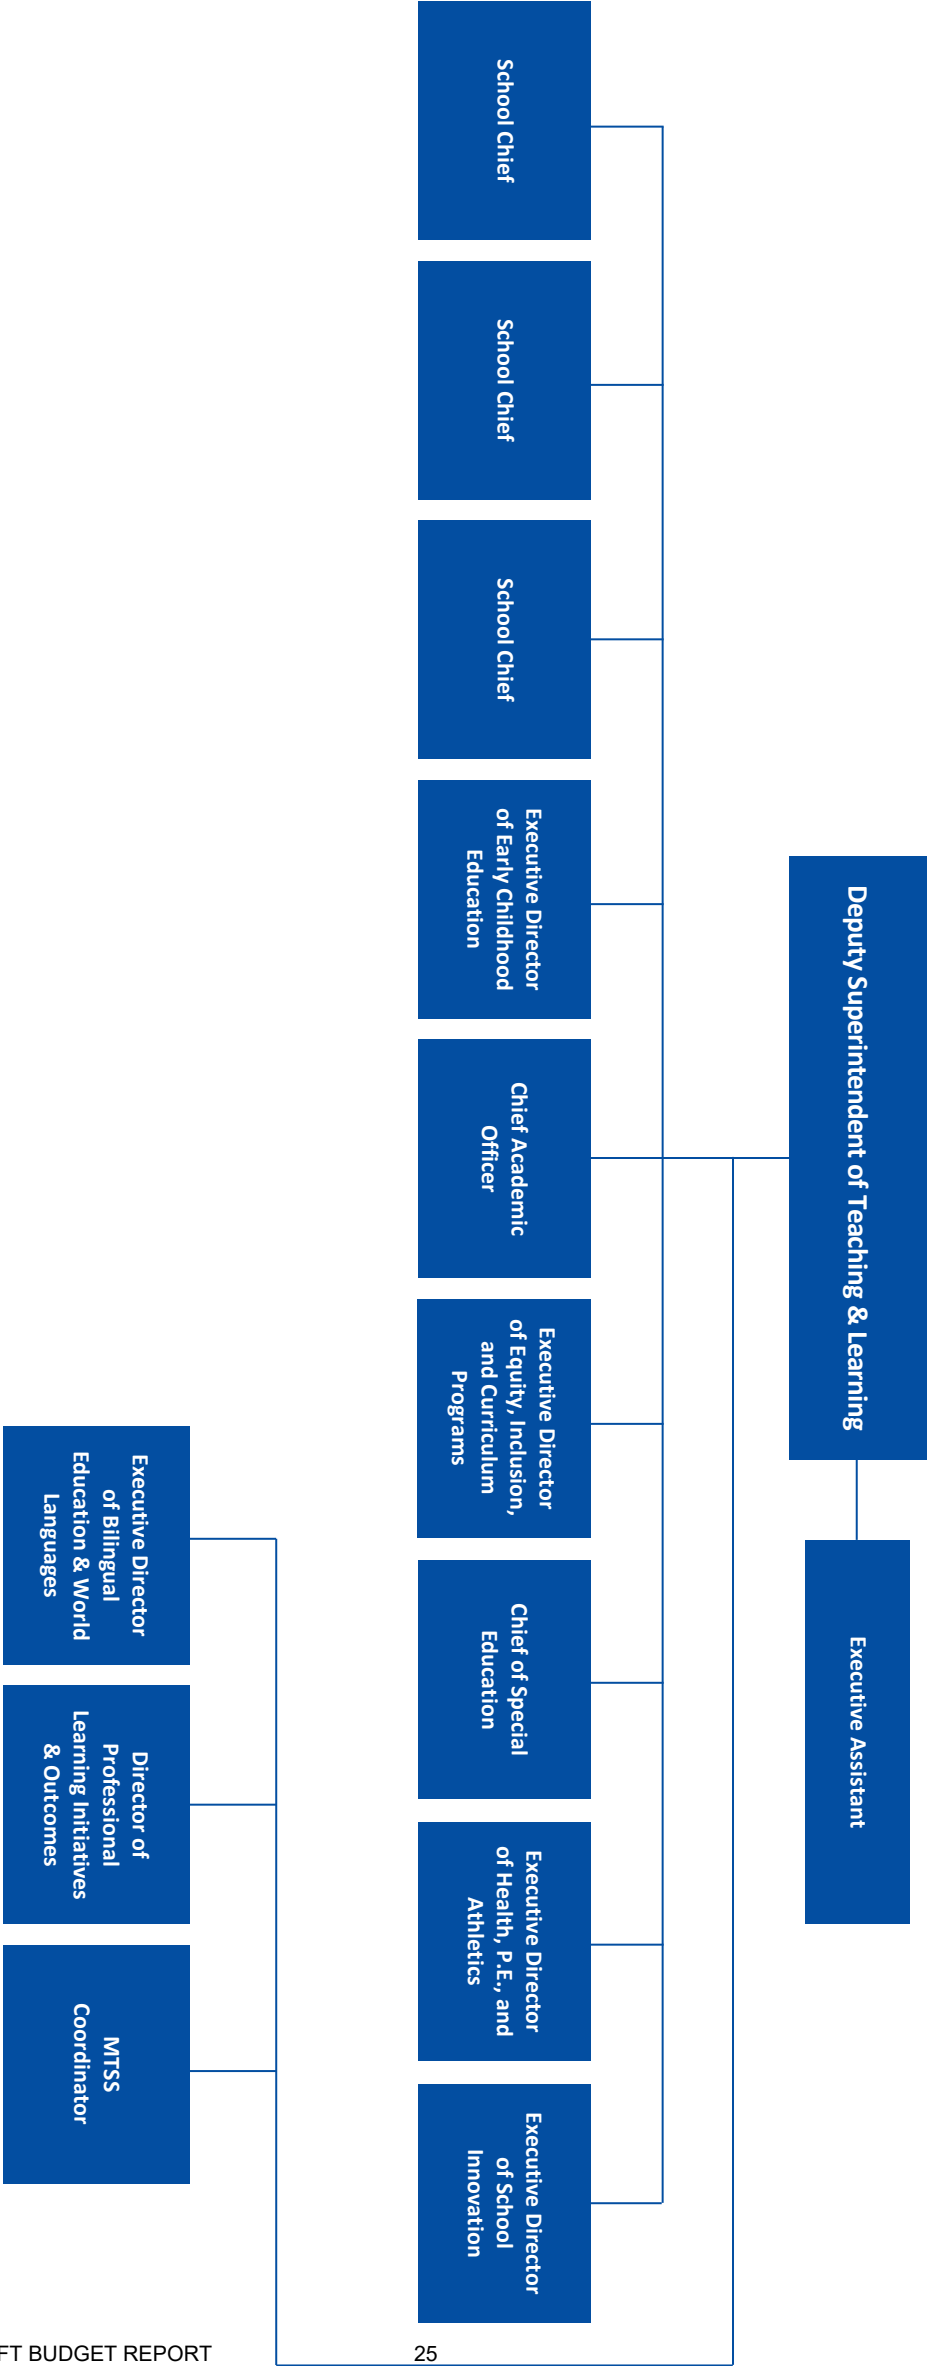 Deputy Superintendent of Teaching & Learning
Executive Assistant
School Chief
School Chief
School Chief
Executive Director
of Early Childhood
Education
Chief Academic
Officer
Executive Director
of Equity, Inclusion,
and Curriculum
Programs
Chief of Special
Education
Executive Director
of Health, P.E., and
Athletics
Executive Director
of School
Innovation
Executive Director
of Bilingual
Education & World
Languages
Director of
Professional
Learning Initiatives
& Outcomes
MTSS
Coordinator
FT BUDGET REPORT
25